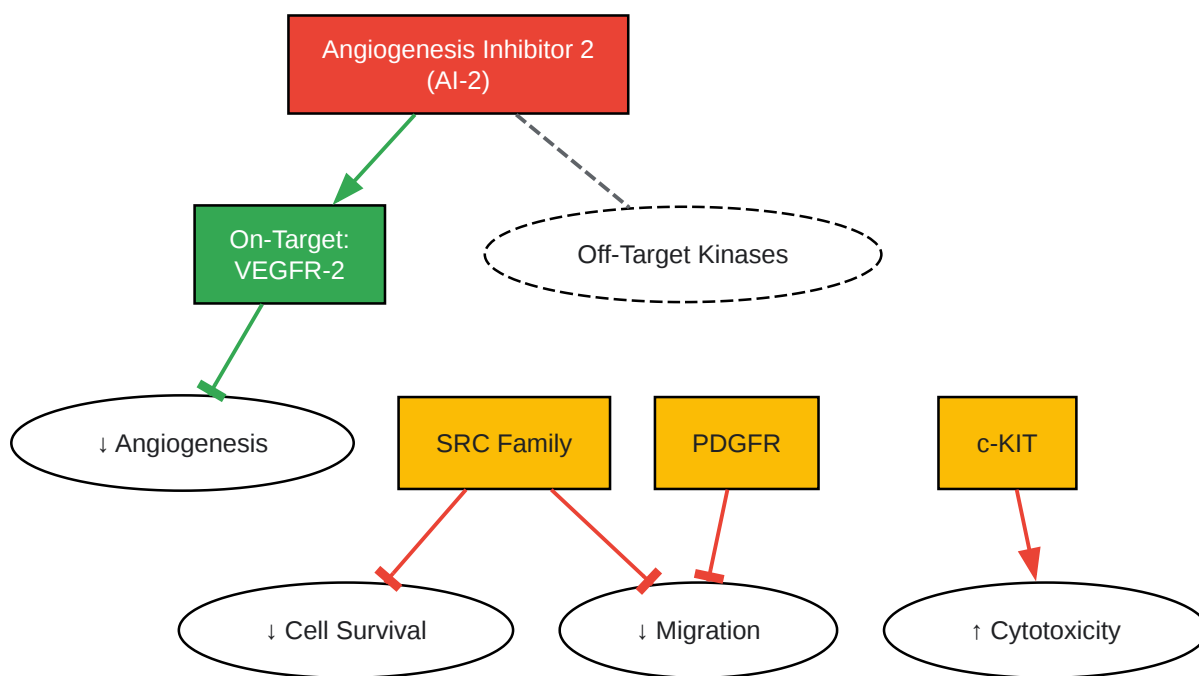 Angiogenesis Inhibitor 2
(AI-2)
On-Target:
VEGFR-2
Off-Target Kinases
↓ Angiogenesis
SRC Family
PDGFR
c-KIT
↓ Cell Survival
↓ Migration
↑ Cytotoxicity